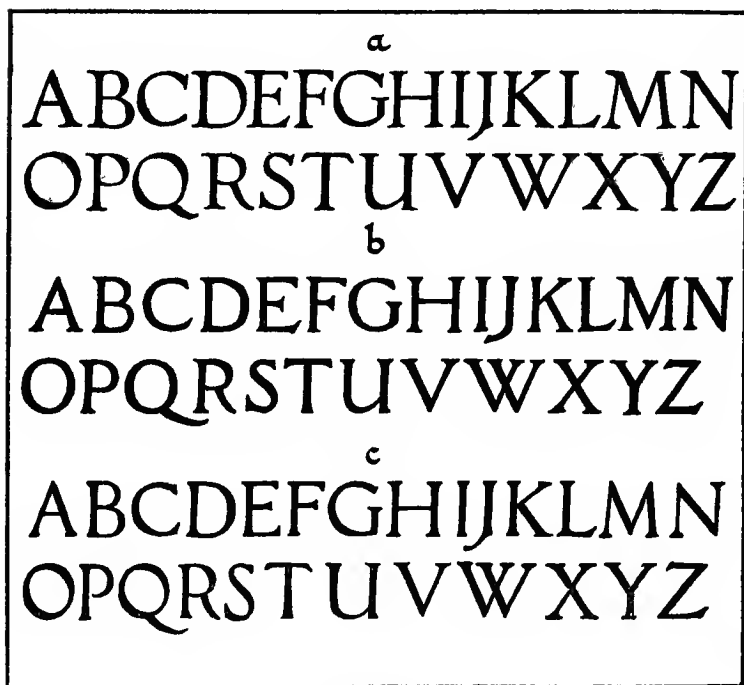 a
ABCDEFGHIJKLMN
OPQRSTUVWXYZ
b
ABCDEFGHIJKLMN
OPQRSTUVWXYZ
c
ABCDEFGHIJKLMN
OPQRSTUVWXYZ